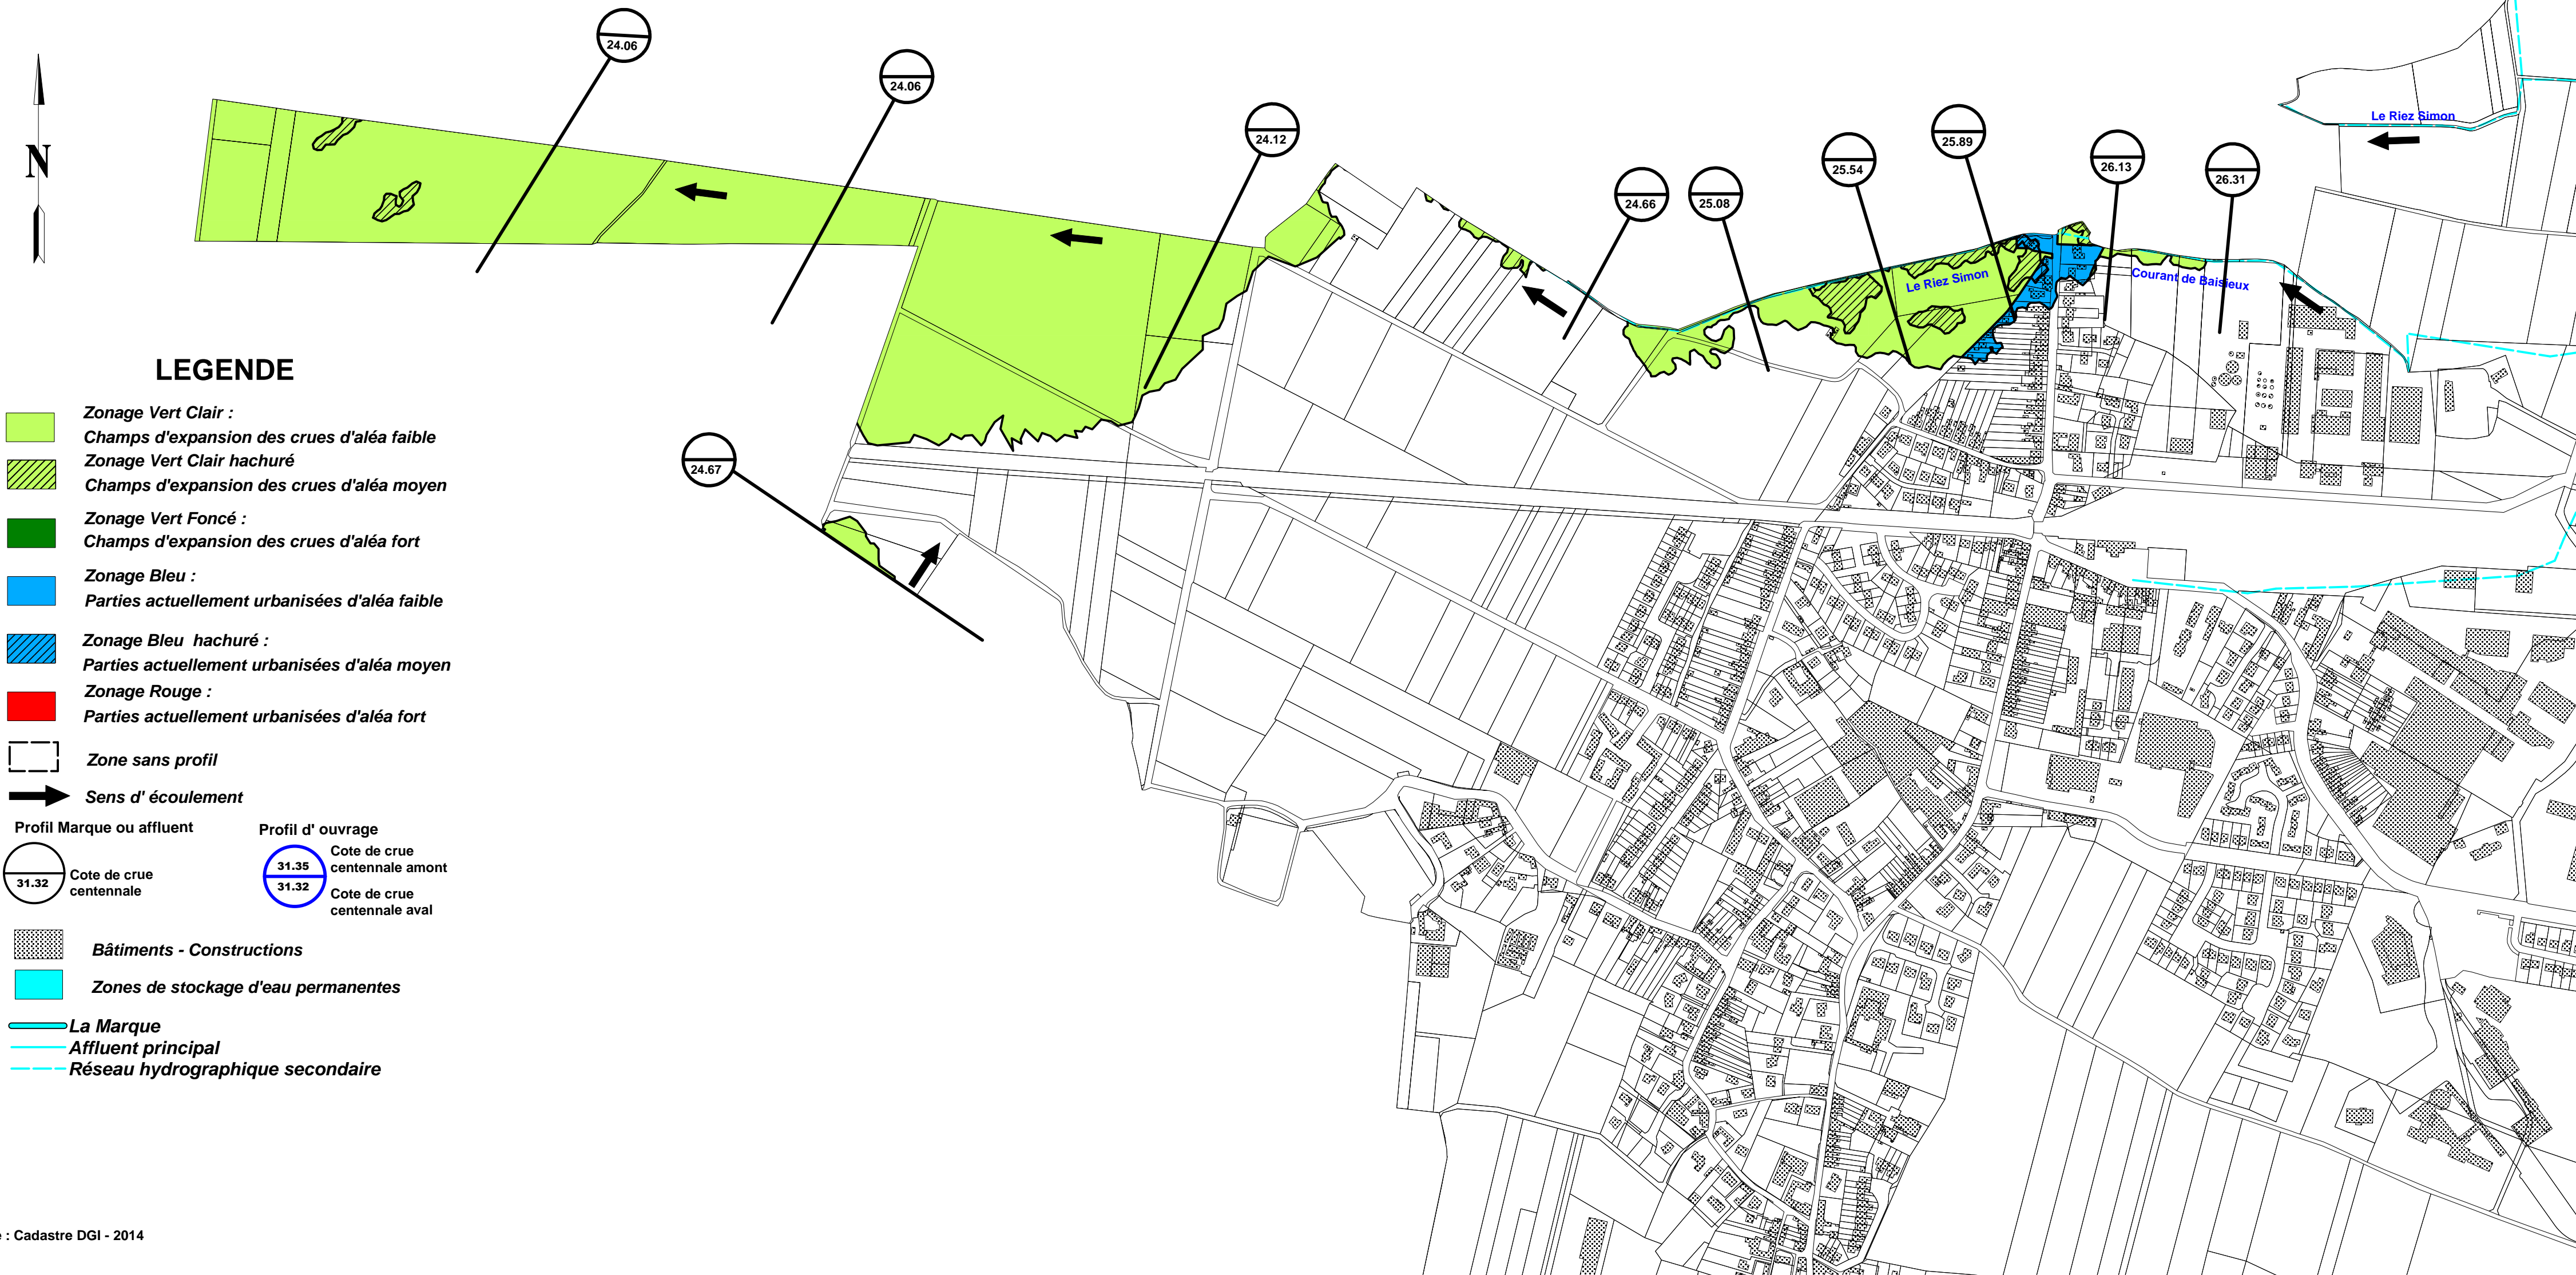 24.06
24.06
24.12
24.66
25.08
25.54
25.89
26.13
26.31
Le Riez Simon
N
Le Riez Simon
Courant de Baisieux
24.67
LEGENDE
Zonage Vert Clair :
Champs d'expansion des crues d'aléa faible
Zonage Vert Clair hachuré
Champs d'expansion des crues d'aléa moyen
Zonage Vert Foncé :
Champs d'expansion des crues d'aléa fort
Zonage Bleu :
Parties actuellement urbanisées d'aléa faible
Zonage Bleu hachuré :
Parties actuellement urbanisées d'aléa moyen
Zonage Rouge :
Parties actuellement urbanisées d'aléa fort
Zone sans profil
Sens d' écoulement
Profil Marque ou affluent
31.32
Cote de crue
centennale
Profil d' ouvrage
31.35
31.32
Cote de crue
centennale amont
Cote de crue
centennale aval
Bâtiments - Constructions
Zones de stockage d'eau permanentes
La Marque
Affluent principal
Réseau hydrographique secondaire
: Cadastre DGI - 2014